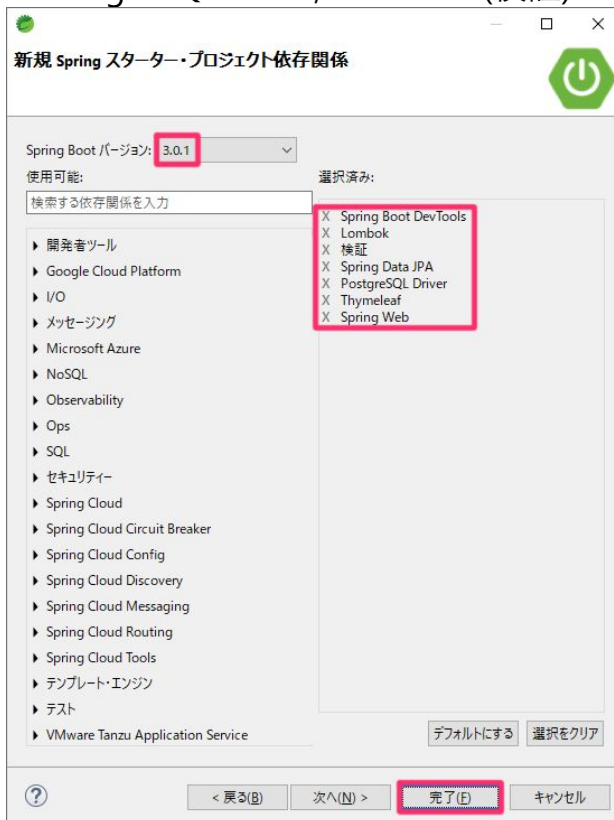 新規 Spring スターター・プロジェクト依存関係
Spring Boot バージョン: 3.0.1
使用可能:
選択済み:
検索する依存関係を入力
開発者ツール
Google Cloud Platform
I/O
メッセージング
Microsoft Azure
NoSQL
Observability
Ops
SQL
セキュリティー
Spring Cloud
Spring Cloud Circuit Breaker
Spring Cloud Config
Spring Cloud Discovery
Spring Cloud Messaging
Spring Cloud Routing
Spring Cloud Tools
テンプレート・エンジン
テスト
VMware Tanzu Application Service
X Spring Boot DevTools
X Lombok
X 検証
X Spring Data JPA
X PostgreSQL Driver
X Thymeleaf
X Spring Web
デフォルトにする 選択をクリア
< 戻る(B) 次へ(N) > 完了(F) キャンセル